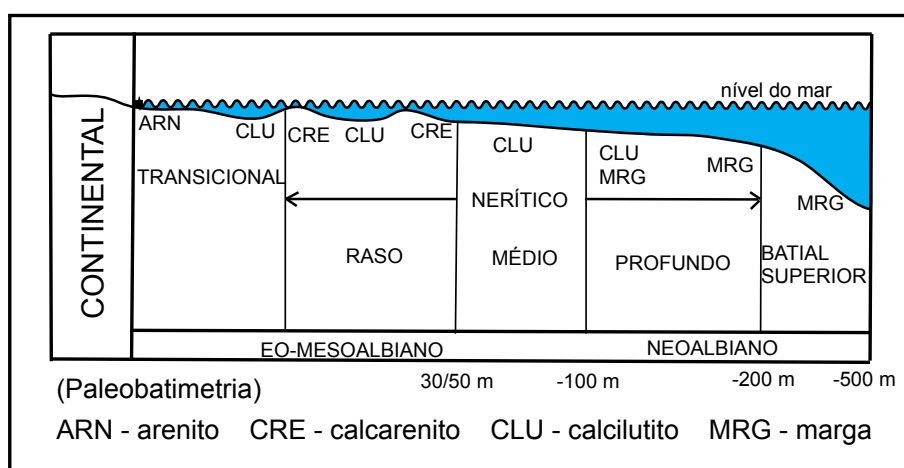 nível do mar
CONTINENTAL
ARN CLU CRE CLU CRE CLU CLU MRG MRG
MRG
TRANSICIONAL NERÍTICO
RASO MÉDIO PROFUNDO BATIAL
SUPERIOR
EO-MESOALBIANO NEOALBIANO
(Paleobatimetria) 30/50 m -100 m -200 m -500 m
ARN - arenito CRE - calcarenito CLU - calcilutito MRG - marga